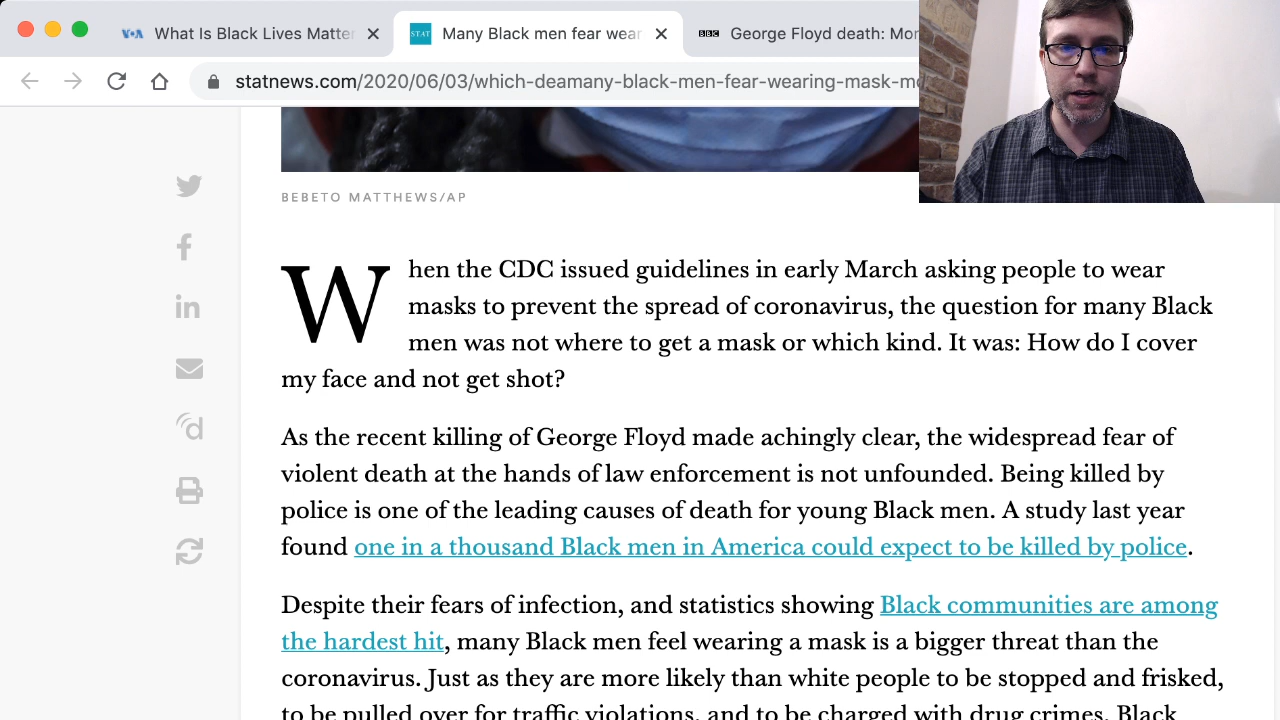 VOA What Is Black Lives Matter
STAT Many Black men fear wear
BBC George Floyd death: Mor
statnews.com/2020/06/03/which-deamany-black-men-fear-wearing-mask-mo
BEBETO MATTHEWS/AP
When the CDC issued guidelines in early March asking people to wear
masks to prevent the spread of coronavirus, the question for many Black
men was not where to get a mask or which kind. It was: How do I cover
my face and not get shot?
As the recent killing of George Floyd made achingly clear, the widespread fear of
violent death at the hands of law enforcement is not unfounded. Being killed by
police is one of the leading causes of death for young Black men. A study last year
found one in a thousand Black men in America could expect to be killed by police.
Despite their fears of infection, and statistics showing Black communities are among
the hardest hit, many Black men feel wearing a mask is a bigger threat than the
coronavirus. Just as they are more likely than white people to be stopped and frisked,
to be pulled over for traffic violations, and to be charged with drug crimes, Black